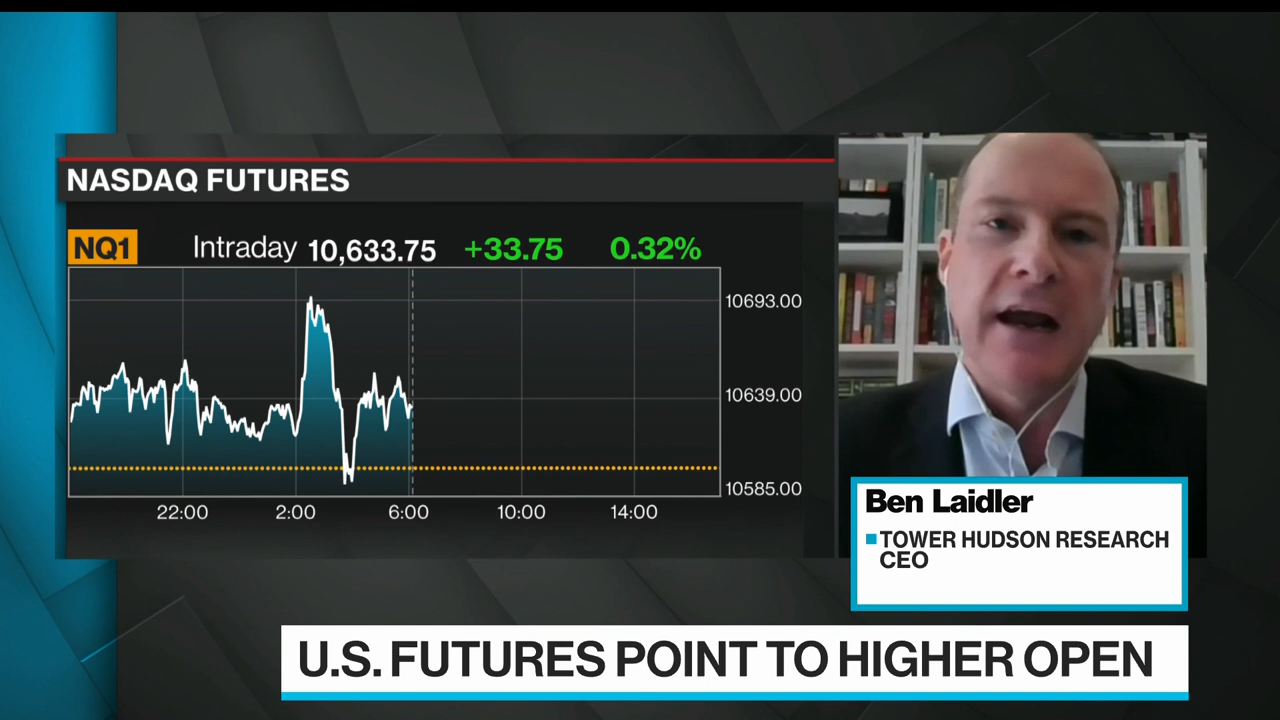 NASDAQ FUTURES
NQ1 Intraday 10,633.75 +33.75 0.32%
10693.00
10639.00
10585.00
22:00 2:00 6:00 10:00 14:00
Ben Laidler
TOWER HUDSON RESEARCH
CEO
U.S. FUTURES POINT TO HIGHER OPEN